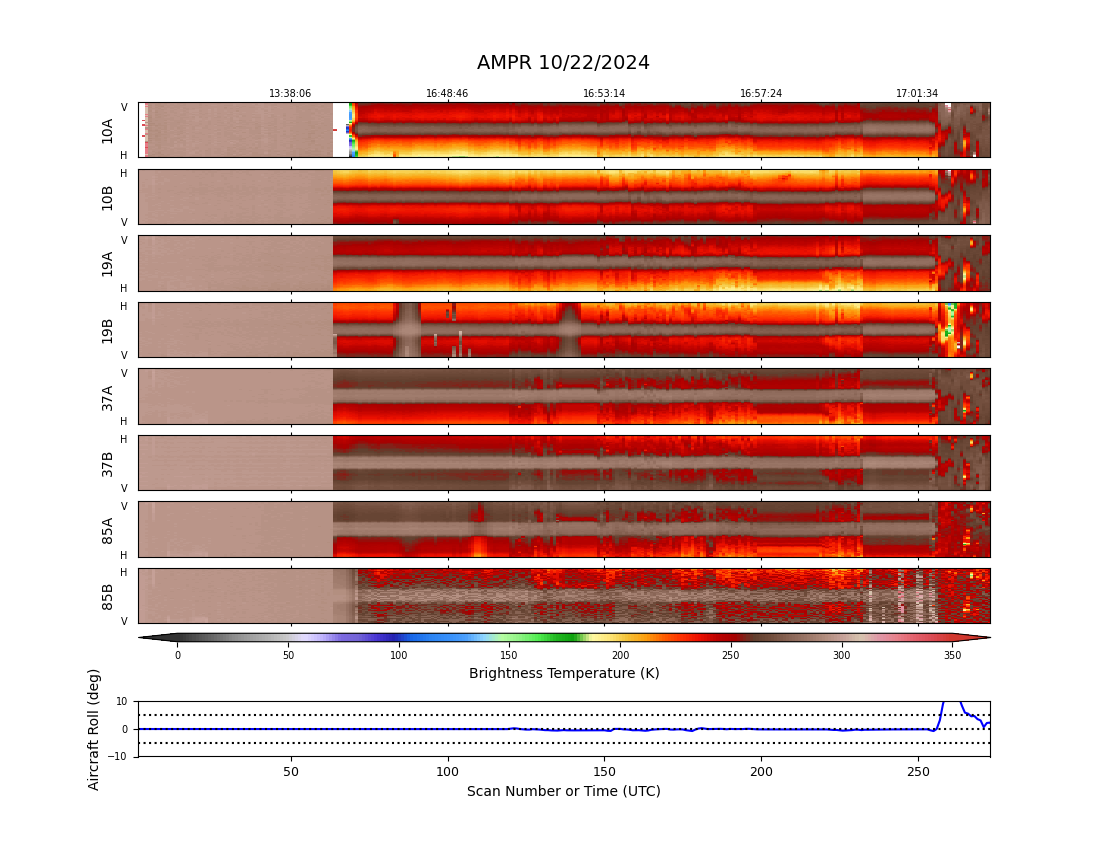 AMPR 10/22/2024
13:38:06 16:48:46 16:53:14 16:57:24 17:01:34
V
10A
H
H
10B
V
V
19A
H
H
19B
V
V
37A
H
H
37B
V
V
85A
H
H
85B
V
0 50 100 150 200 250 300 350
Brightness Temperature (K)
Aircraft Roll (deg)
10
0
−10
50 100 150 200 250
Scan Number or Time (UTC)